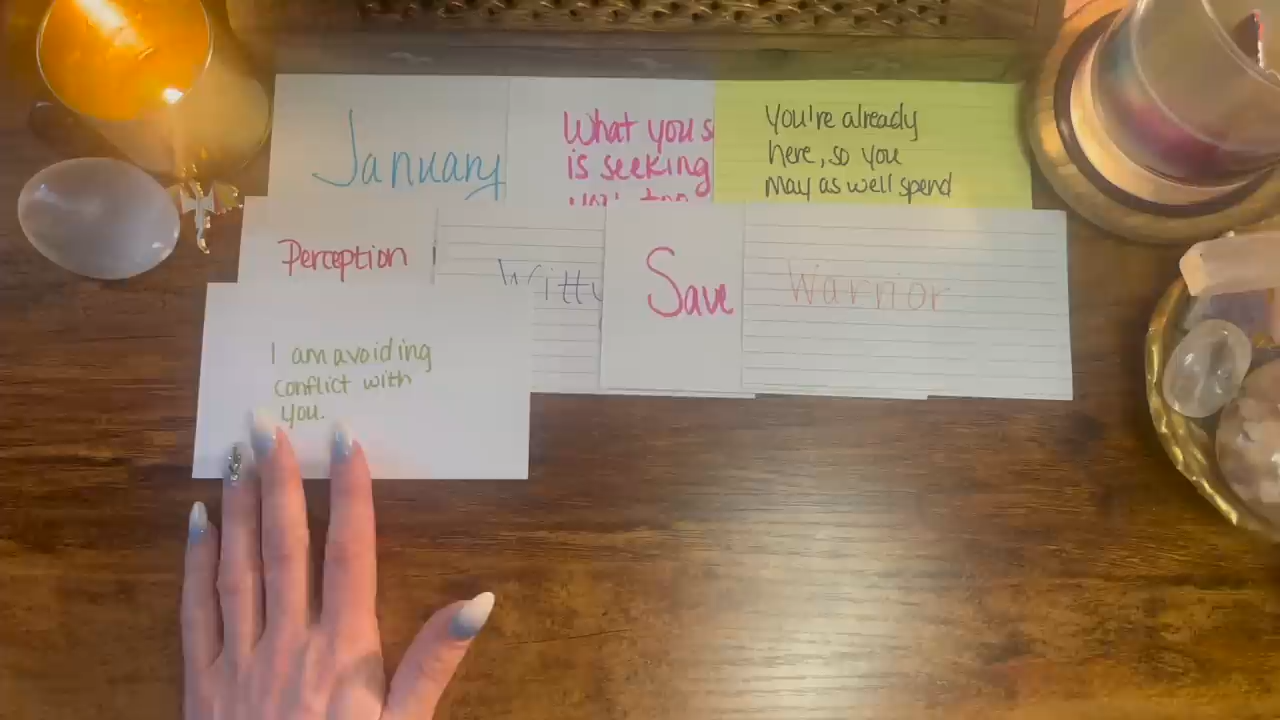 January
What you s
is seeking
You're already
here, so you
May as well spend
Perception
Witty
Save
Warrior
I am avoiding
conflict with
you.